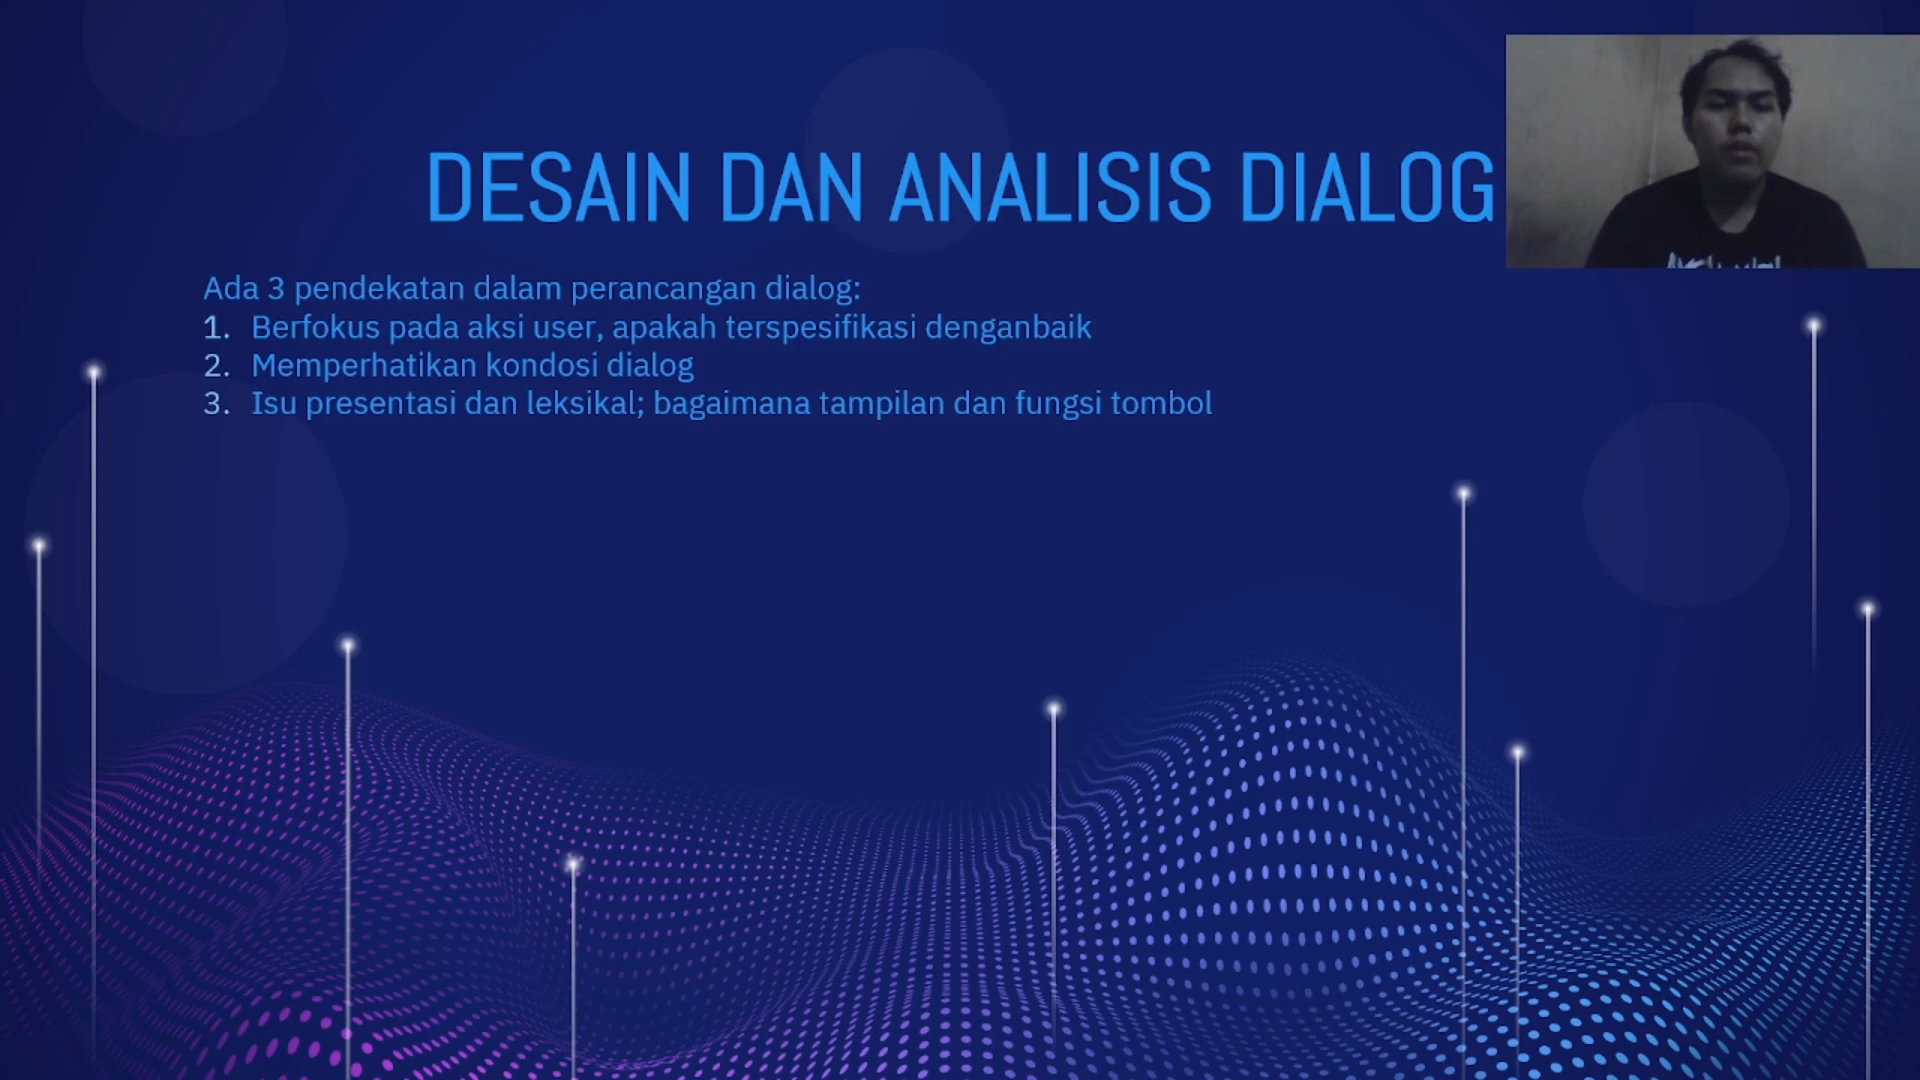 DESAIN DAN ANALISIS DIALOG
Ada 3 pendekatan dalam perancangan dialog:
1. Berfokus pada aksi user, apakah terspesifikasi denganbaik
2. Memperhatikan kondosi dialog
3. Isu presentasi dan leksikal; bagaimana tampilan dan fungsi tombol